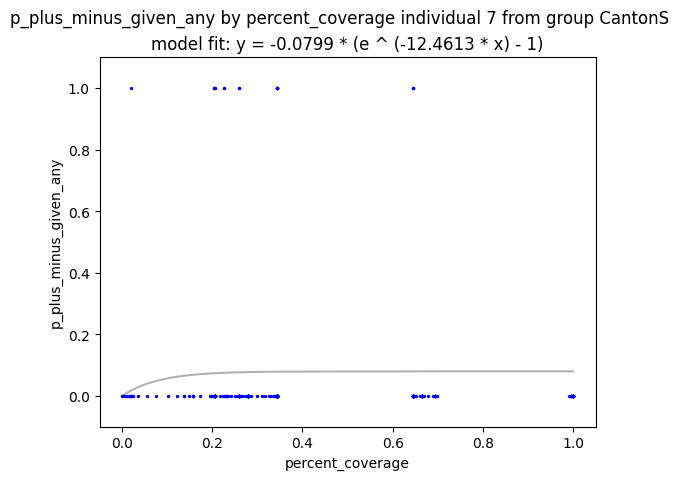 p_plus_minus_given_any by percent_coverage individual 7 from group CantonS
model fit: y = -0.0799 * (e ^ (-12.4613 * x) - 1)
1.0
0.8
0.6
0.4
0.2
0.0
p_plus_minus_given_any
0.0 0.2 0.4 0.6 0.8 1.0
percent_coverage